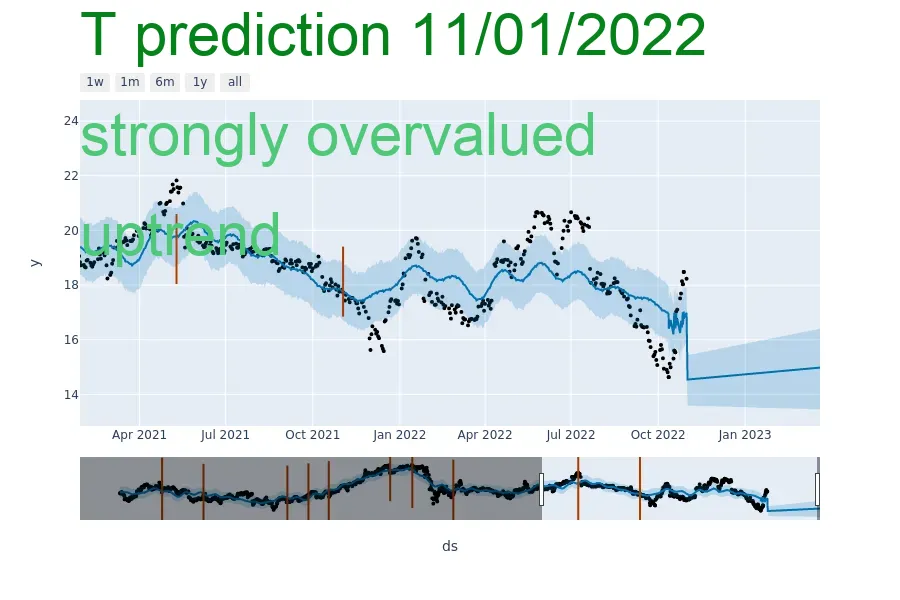 T prediction 11/01/2022
1w 1m 6m 1y all
24
strongly overvalued
22
20
uptrend
y
18
16
14
Apr 2021 Jul 2021 Oct 2021 Jan 2022 Apr 2022 Jul 2022 Oct 2022 Jan 2023
ds